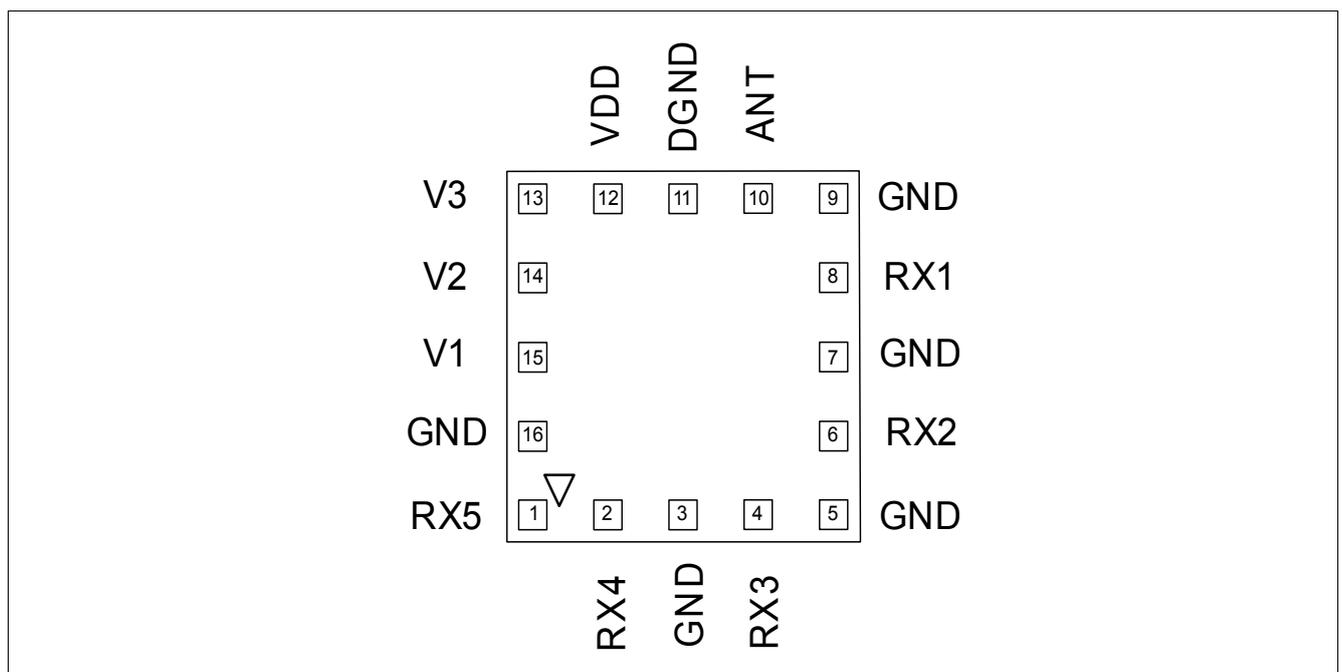 VDD DGND ANT
V3 13 12 11 10 9 GND
V2 14 8 RX1
V1 15 7 GND
GND 16 6 RX2
RX5 1 2 3 4 5 GND
RX4 GND RX3